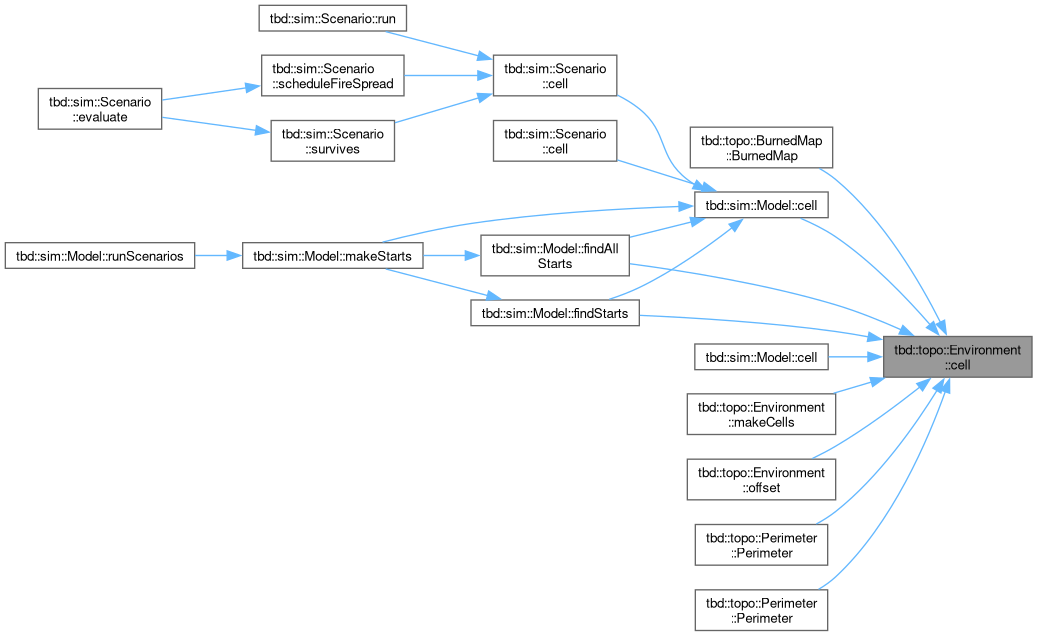 tbd::sim::Scenario::run
tbd::sim::Scenario
::scheduleFireSpread
tbd::sim::Scenario
::cell
tbd::sim::Scenario
::evaluate
tbd::sim::Scenario
::survives
tbd::sim::Scenario
::cell
tbd::topo::BurnedMap
::BurnedMap
tbd::sim::Model::cell
tbd::sim::Model::runScenarios
tbd::sim::Model::makeStarts
tbd::sim::Model::findAll
Starts
tbd::sim::Model::findStarts
tbd::topo::Environment
::cell
tbd::sim::Model::cell
tbd::topo::Environment
::makeCells
tbd::topo::Environment
::offset
tbd::topo::Perimeter
::Perimeter
tbd::topo::Perimeter
::Perimeter